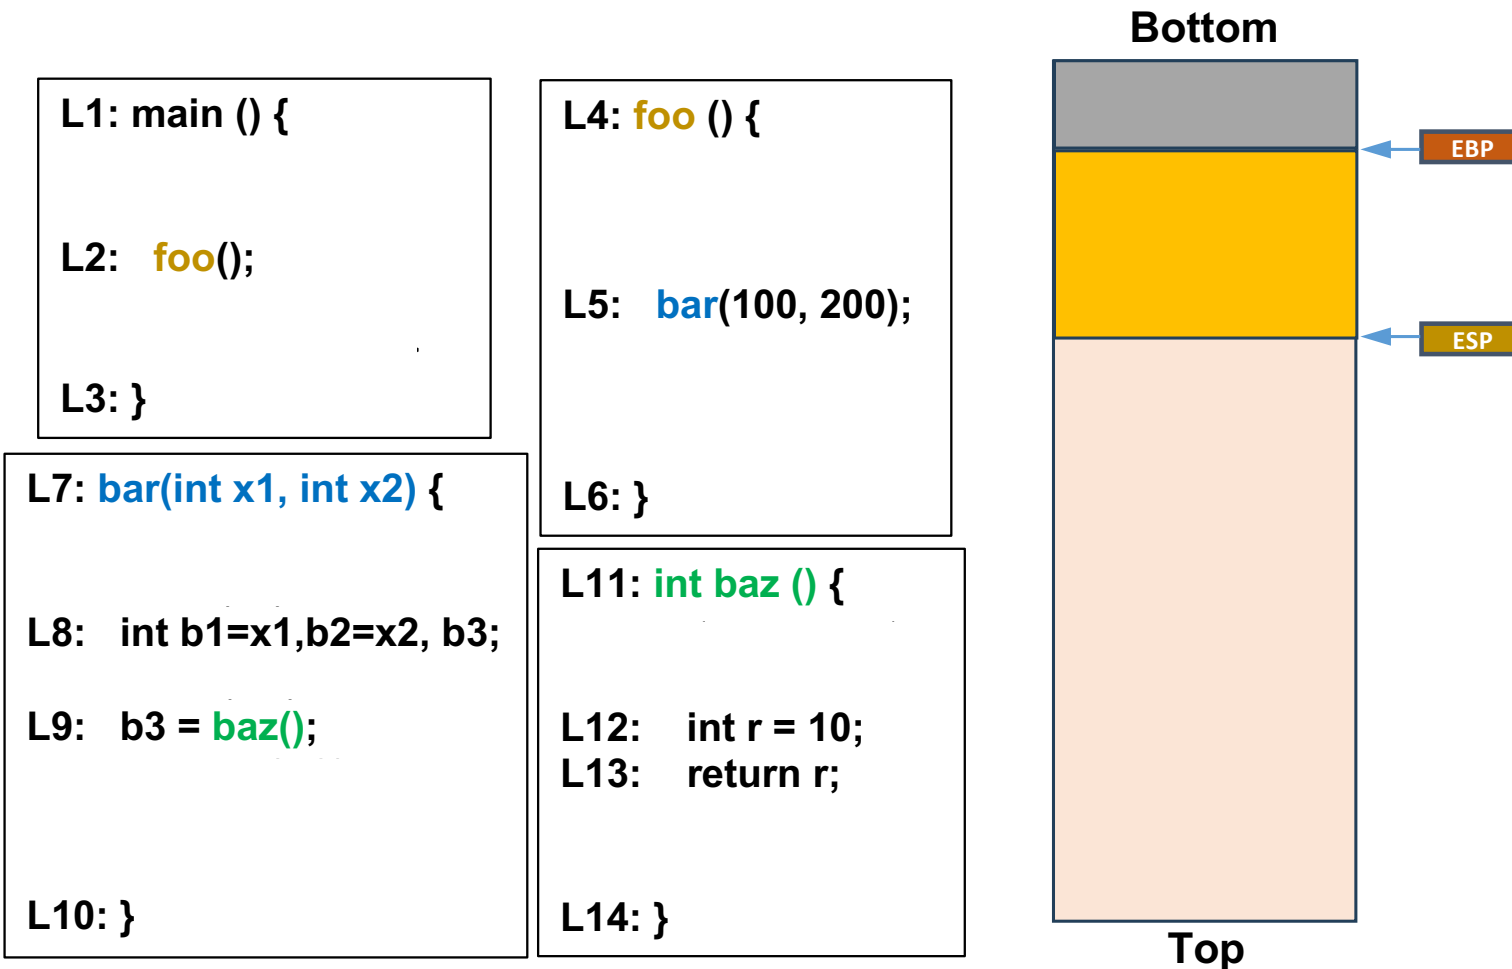 Bottom
L1: main () {
L2: foo();
L3: }
L4: foo () {
L5: bar(100, 200);
L6: }
L7: bar(int x1, int x2) {
L8: int b1=x1,b2=x2, b3;
L9: b3 = baz();
L10: }
L11: int baz () {
L12: int r = 10;
L13: return r;
L14: }
EBP
ESP
Top